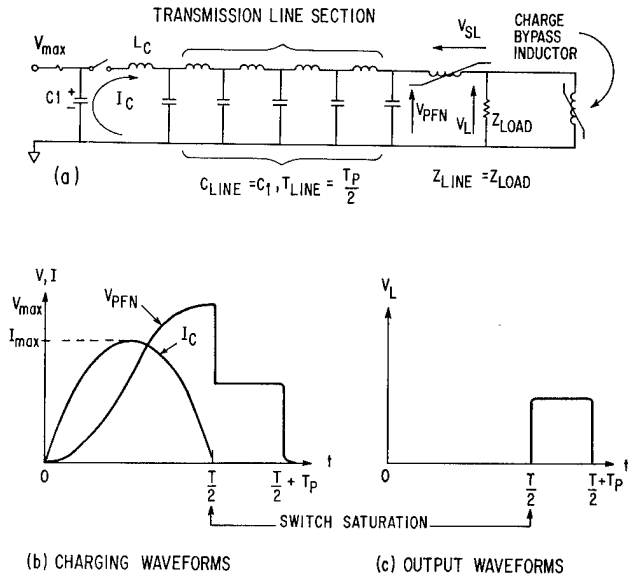 TRANSMISSION LINE SECTION
V_max
L_C
V_SL
CHARGE
BYPASS
INDUCTOR
C1
+
−
I_C
V_PFN
V_L
Z_LOAD
(a)
C_LINE = C_1, T_LINE = T_P/2
Z_LINE = Z_LOAD
V, I
V_max
I_max
V_PFN
I_C
0
T/2
T/2 + T_P
t
V_L
0
T/2
T/2 + T_P
t
SWITCH SATURATION
(b) CHARGING WAVEFORMS
(c) OUTPUT WAVEFORMS